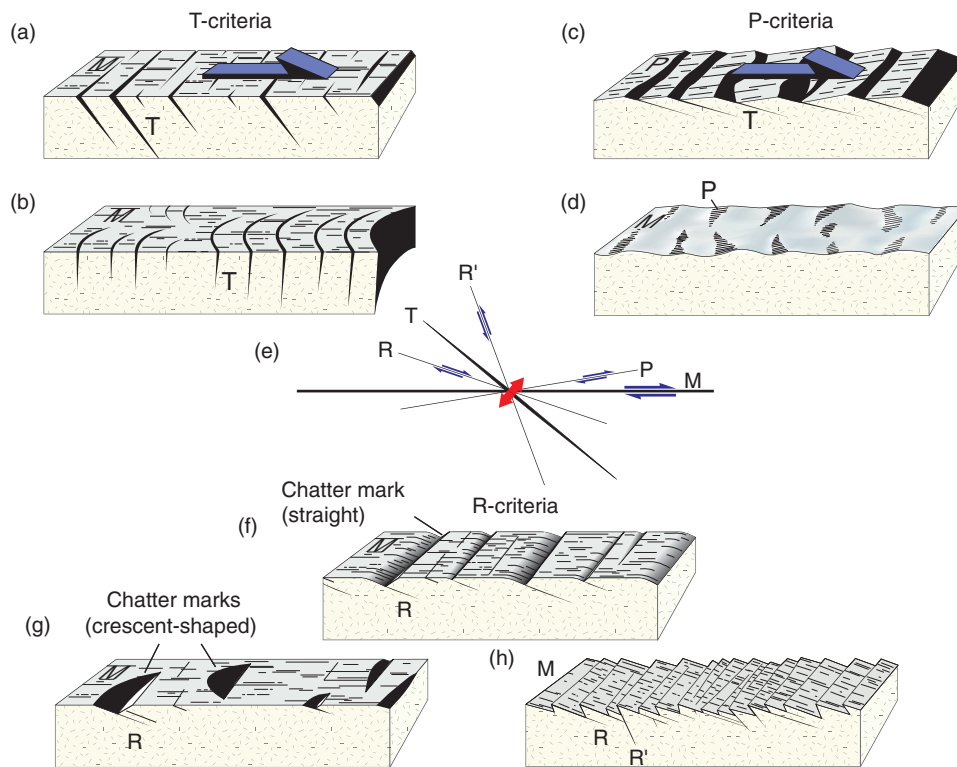 T-criteria
P-criteria
(a)
M
T
(c)
P
T
(b)
M
T
(d)
P
M
(e)
R'
T
R
P
M
R-criteria
Chatter mark
(straight)
(f)
M
R
Chatter marks
(crescent-shaped)
(g)
M
R
(h)
M
R
R'